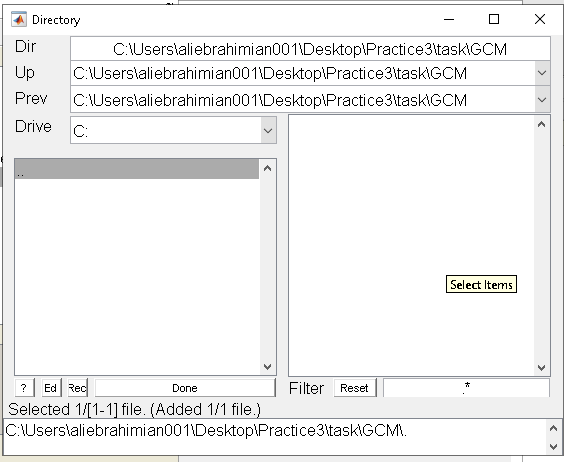 Directory
Dir C:\Users\aliebrahimian001\Desktop\Practice3\task\GCM
Up C:\Users\aliebrahimian001\Desktop\Practice3\task\GCM
Prev C:\Users\aliebrahimian001\Desktop\Practice3\task\GCM
Drive C:
..
Select Items
? Ed Rec Done Filter Reset .*
Selected 1/[1-1] file. (Added 1/1 file.)
C:\Users\aliebrahimian001\Desktop\Practice3\task\GCM\.